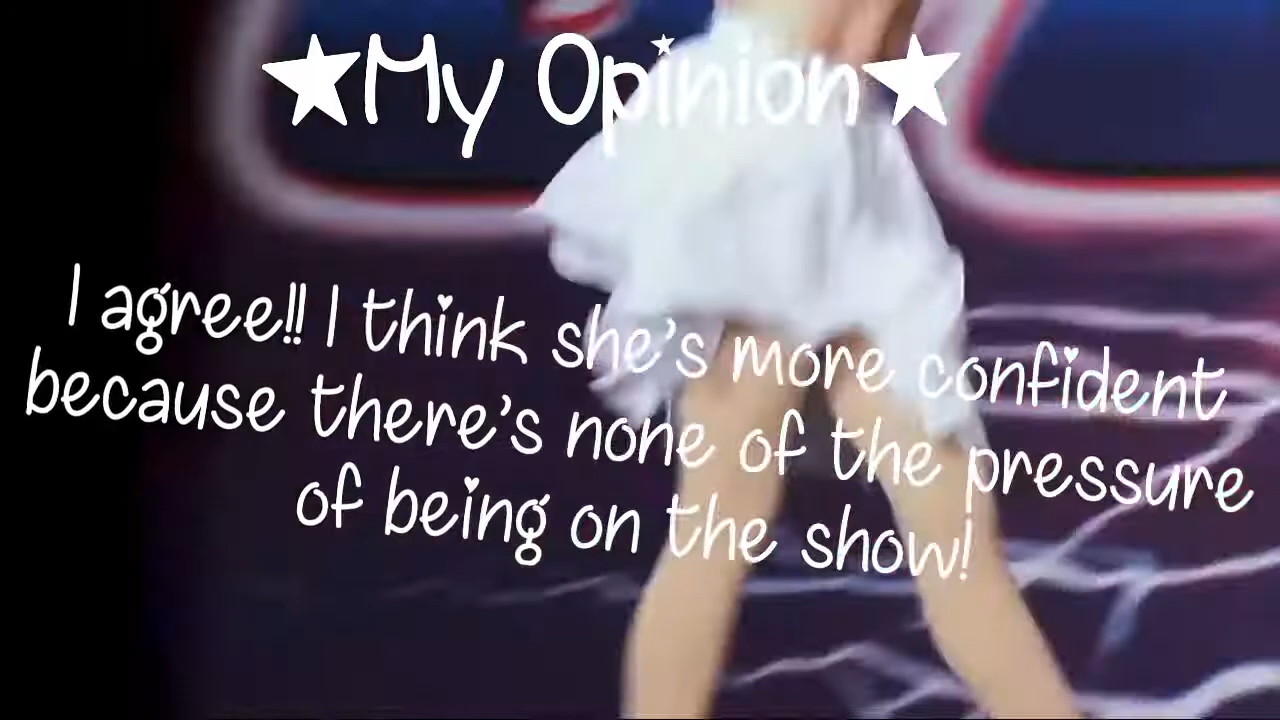 ★My Opinion★
I agree!! I think she's more confident
because there's none of the pressure
of being on the show!